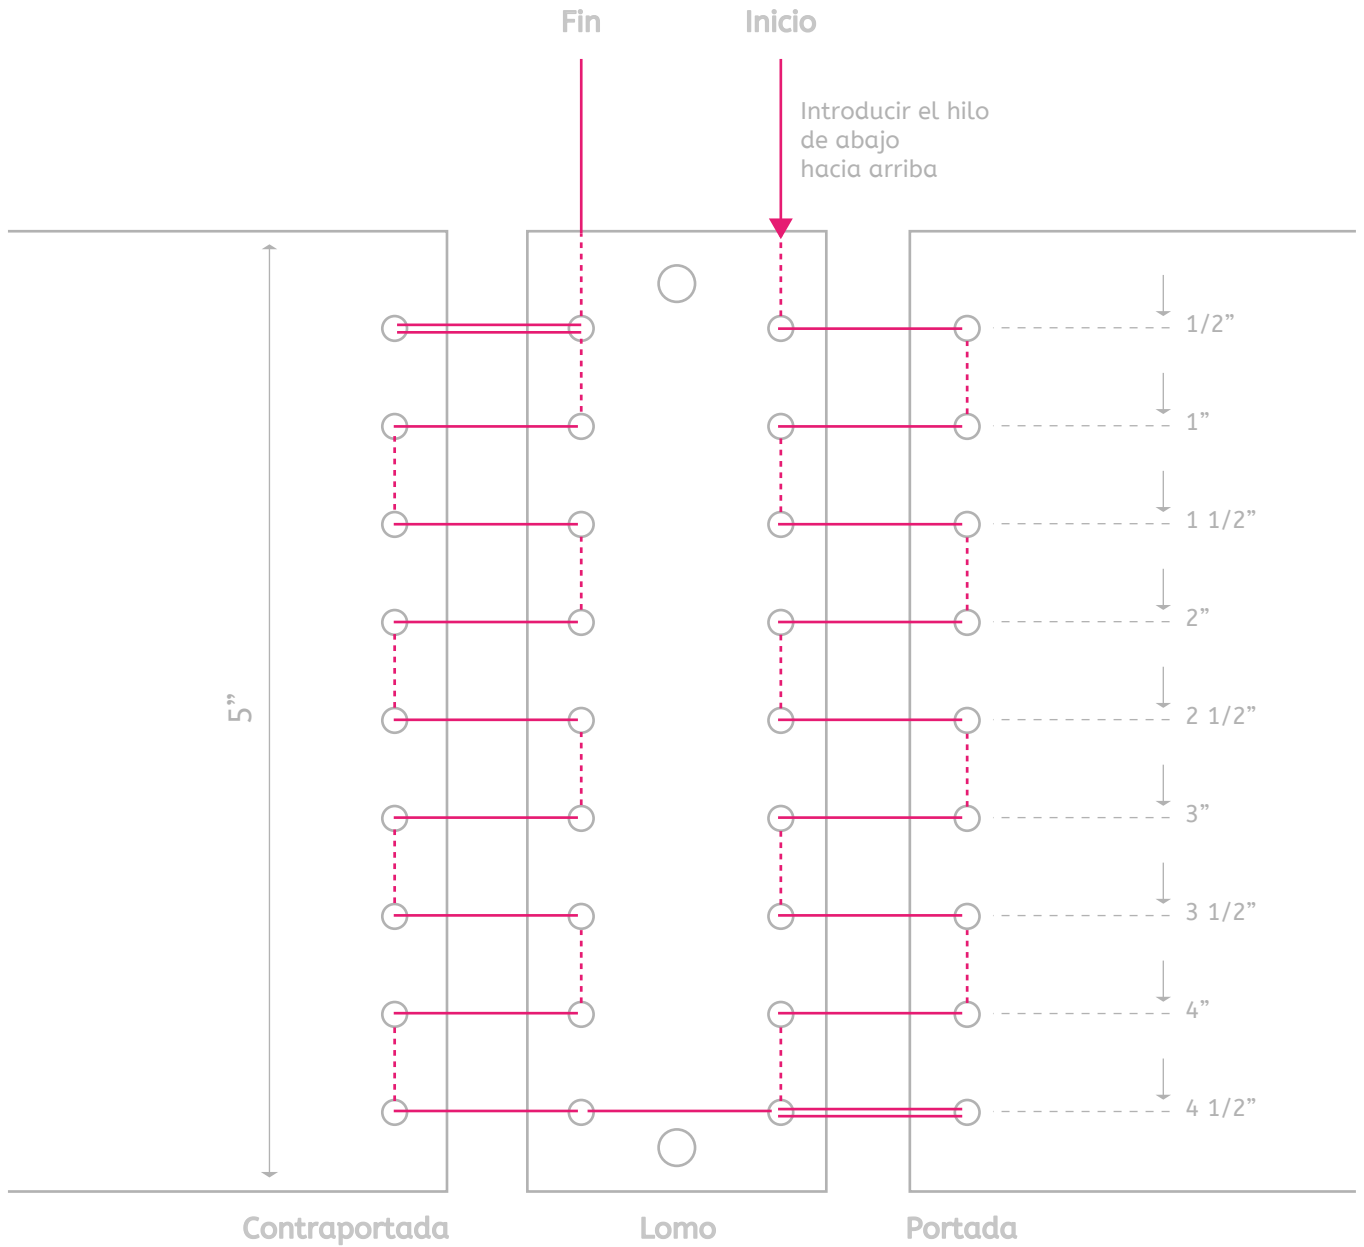 Fin
Inicio
Introducir el hilo
de abajo
hacia arriba
1/2”
1”
1 1/2”
2”
2 1/2”
5”
3”
3 1/2”
4”
4 1/2”
Contraportada
Lomo
Portada